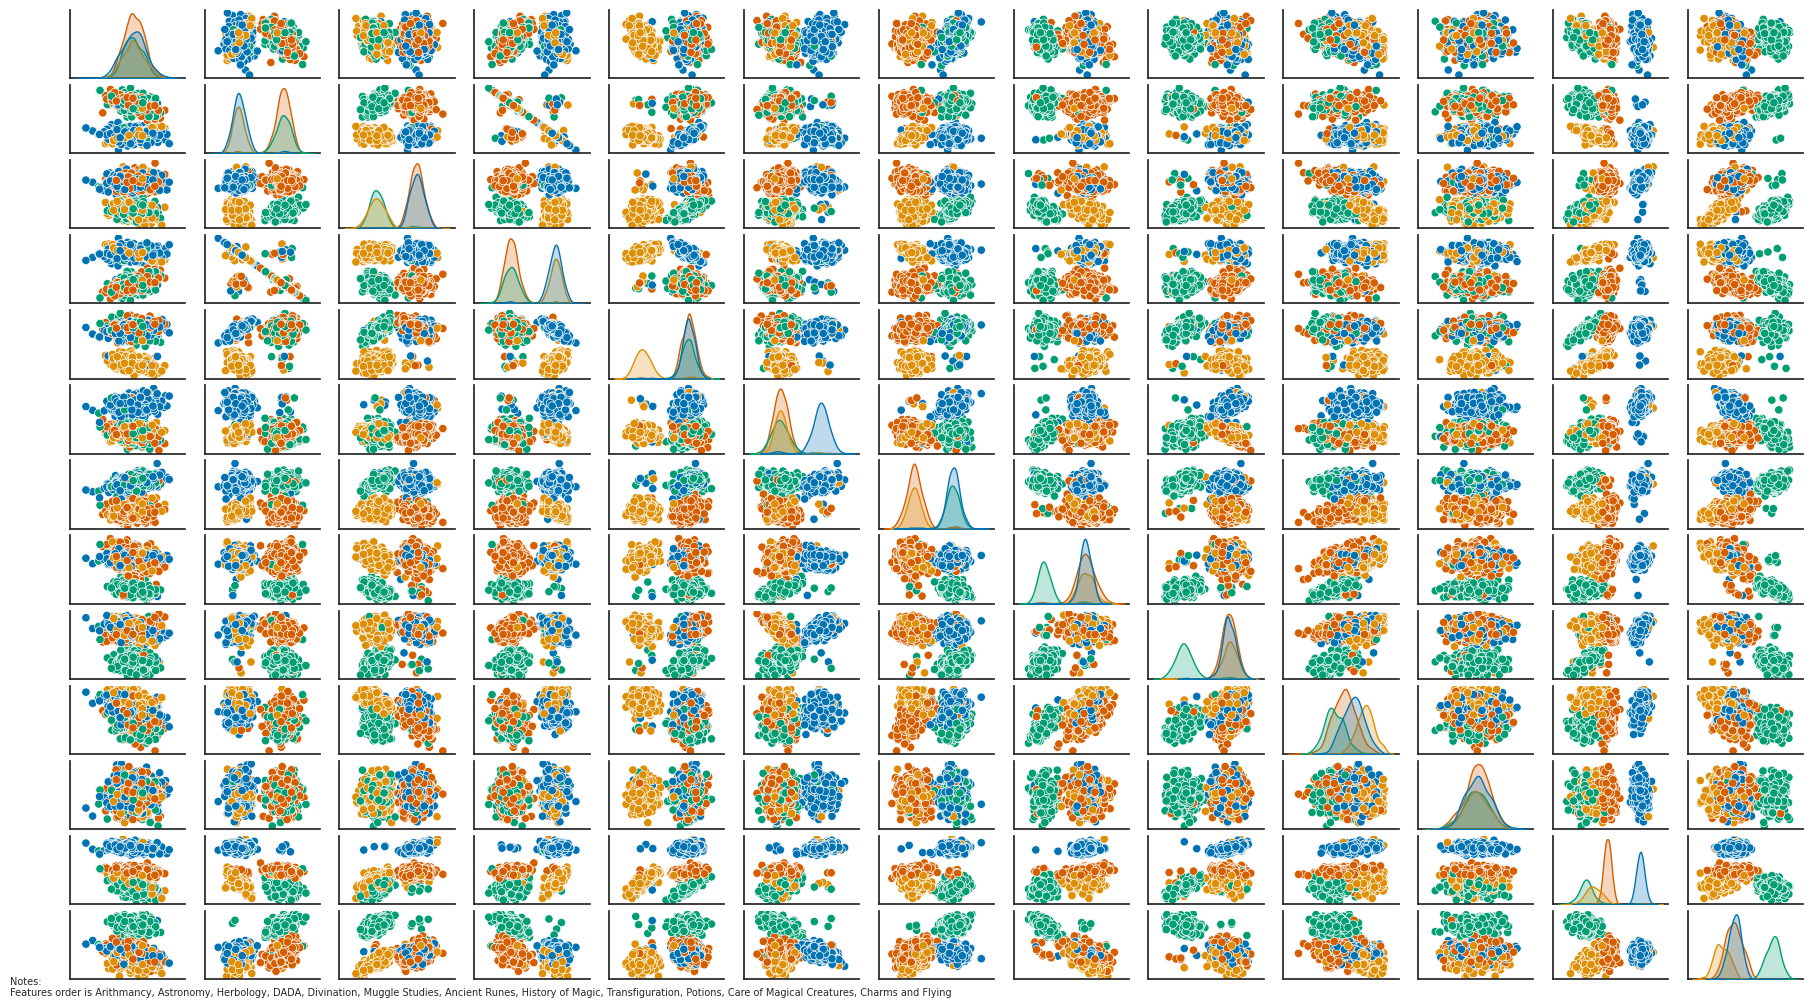 Notes:
Features order is Arithmancy, Astronomy, Herbology, DADA, Divination, Muggle Studies, Ancient Runes, History of Magic, Transfiguration, Potions, Care of Magical Creatures, Charms and Flying